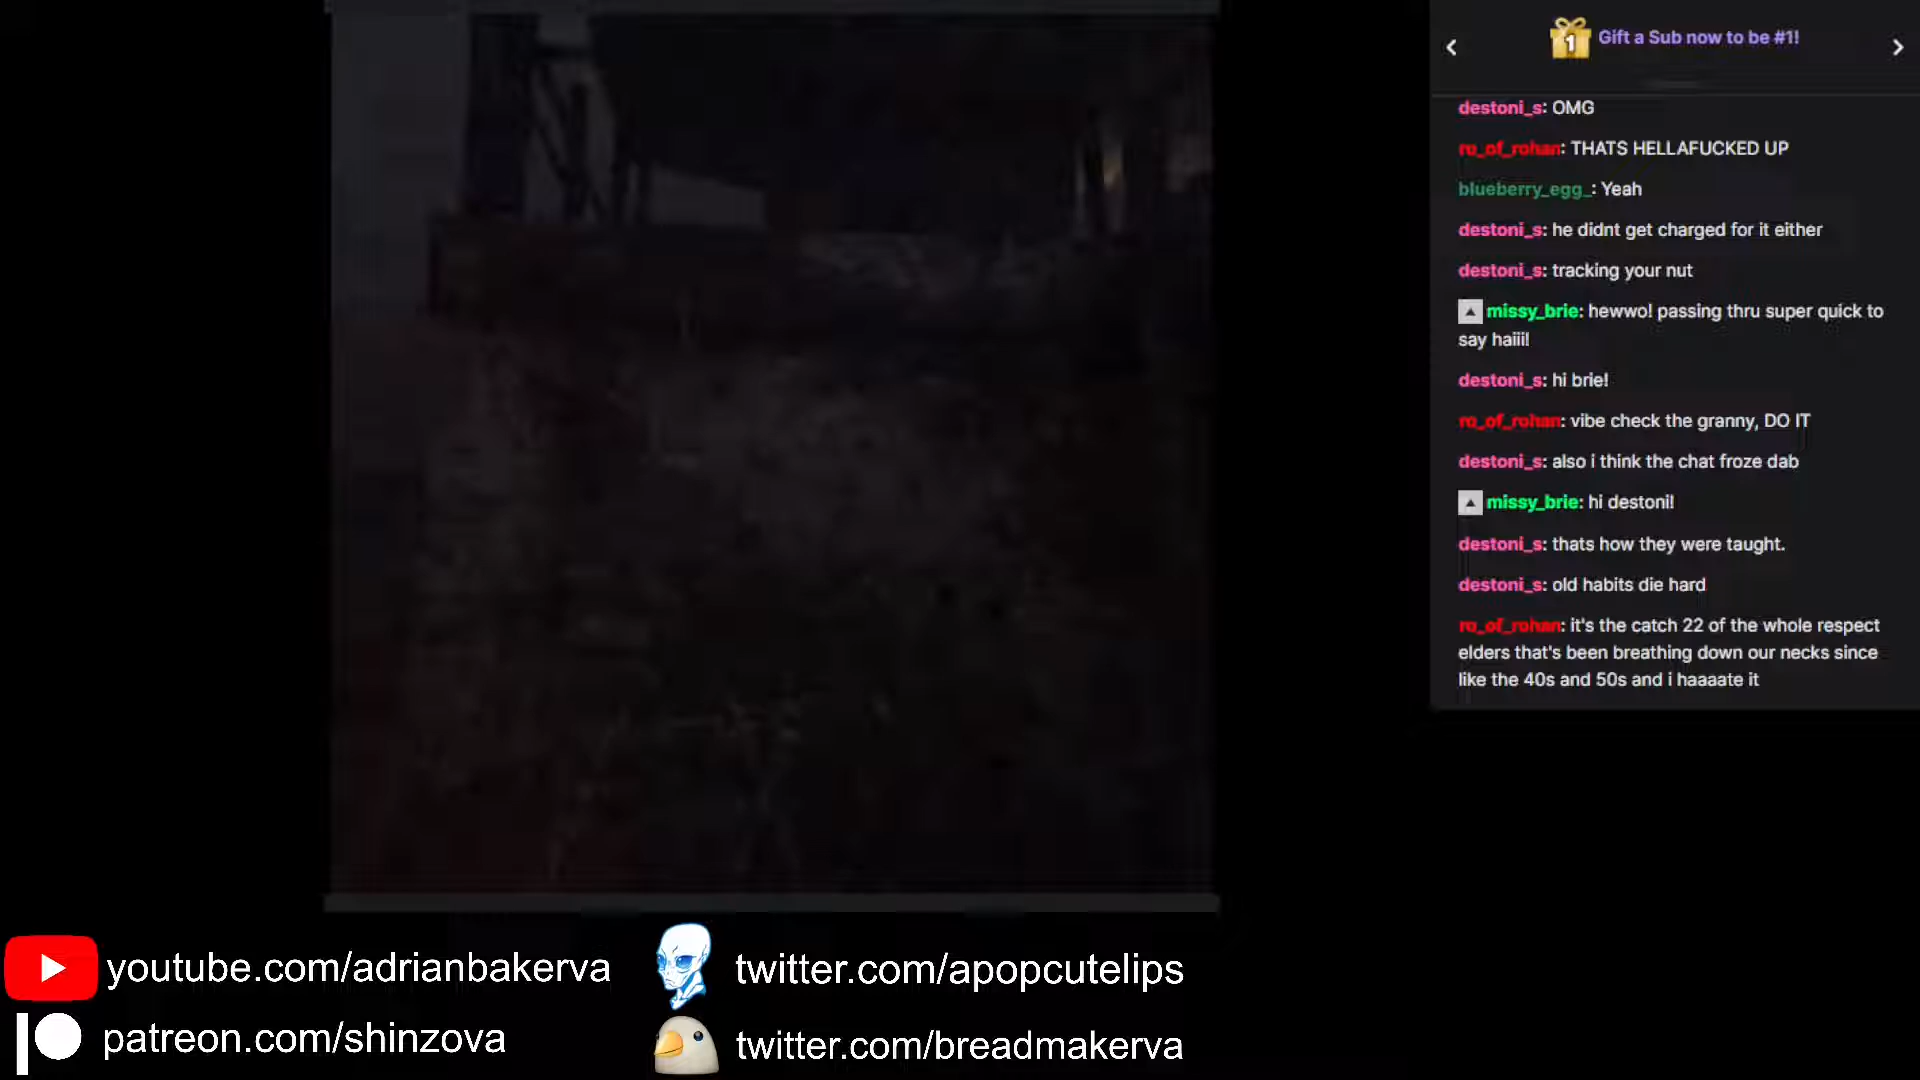 1
Gift a Sub now to be #1!
destoni_s: OMG
ro_of_rohan: THATS HELLAFUCKED UP
blueberry_egg_: Yeah
destoni_s: he didnt get charged for it either
destoni_s: tracking your nut
missy_brie: hewwo! passing thru super quick to
say haiii!
destoni_s: hi brie!
ro_of_rohan: vibe check the granny, DO IT
destoni_s: also i think the chat froze dab
missy_brie: hi destoni!
destoni_s: thats how they were taught.
destoni_s: old habits die hard
ro_of_rohan: it's the catch 22 of the whole respect
elders that's been breathing down our necks since
like the 40s and 50s and i haaaate it
youtube.com/adrianbakerva
twitter.com/apopcutelips
patreon.com/shinzova
twitter.com/breadmakerva